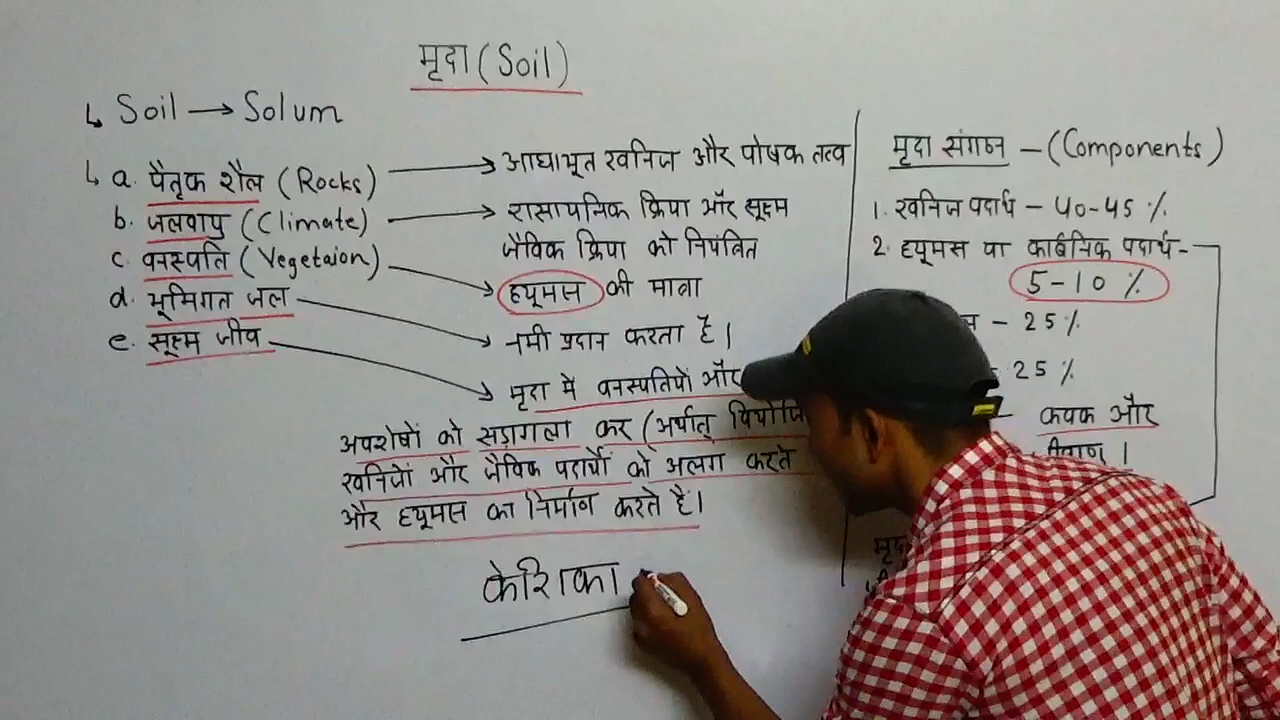 मृदा (Soil)
↳ Soil → Solum
↳ a. पैतृक शैल (Rocks) → आधाभूत खनिज और पोषक तत्व
b. जलवायु (Climate) → रासायनिक क्रिया और सूक्ष्म
जैविक क्रिया को नियंत्रित
c. वनस्पति (Vegetaion) → ह्यूमस की मात्रा
d. भूमिगत जल → नमी प्रदान करता है।
e. सूक्ष्म जीव → मृदा में वनस्पतियों और
अवशेषों को सड़ागला कर (अर्थात्
खनिजों और जैविक पदार्थों को अलग करते
और ह्यूमस का निर्माण करते है।
केशिका
मृदा संगठन - (Components)
1. खनिज पदार्थ - 40-45 %
2. ह्यूमस या कार्बनिक पदार्थ -
5-10 %
- 25 %
- 25 %
- कवक और